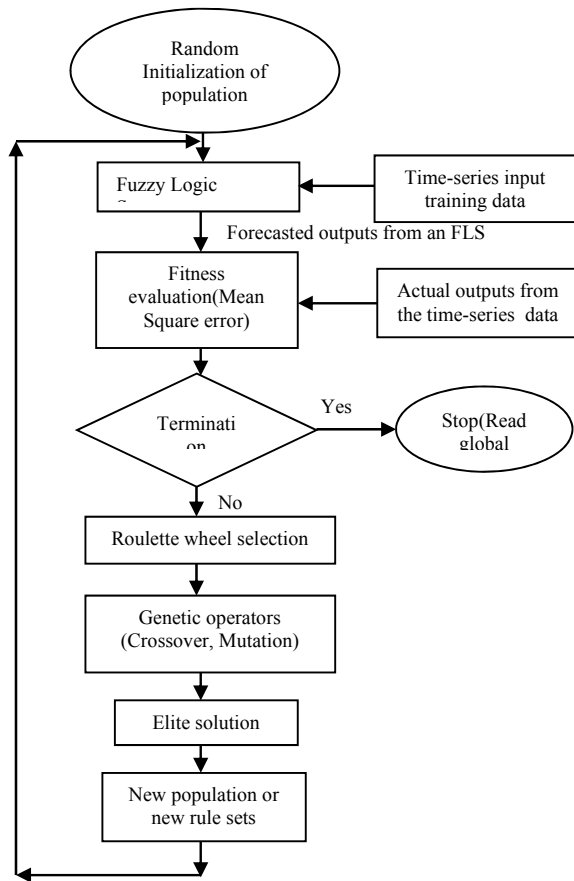 Random
Initialization of
population
Fuzzy Logic
Time-series input
training data
Forecasted outputs from an FLS
Fitness
evaluation(Mean
Square error)
Actual outputs from
the time-series data
Yes
Terminati
on
Stop(Read
global
No
Roulette wheel selection
Genetic operators
(Crossover, Mutation)
Elite solution
New population or
new rule sets